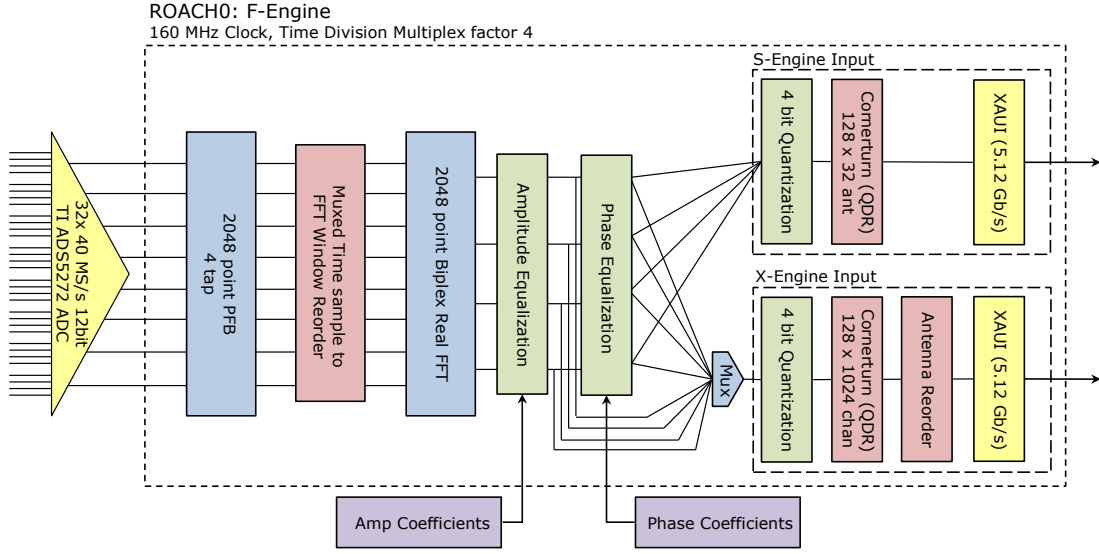 ROACH0: F-Engine
160 MHz Clock, Time Division Multiplex factor 4
32x 40 MS/s 12bit
TI ADS5272 ADC
2048 point PFB
4 tap
Muxed Time sample to
FFT Window Reorder
2048 point Biplex Real FFT
Amplitude Equalization
Phase Equalization
S-Engine Input
4 bit Quantization
Cornerturn (QDR)
128 x 32 ant
XAUI (5.12 Gb/s)
Mux
X-Engine Input
4 bit Quantization
Cornerturn (QDR)
128 x 1024 chan
Antenna Reorder
XAUI (5.12 Gb/s)
Amp Coefficients
Phase Coefficients